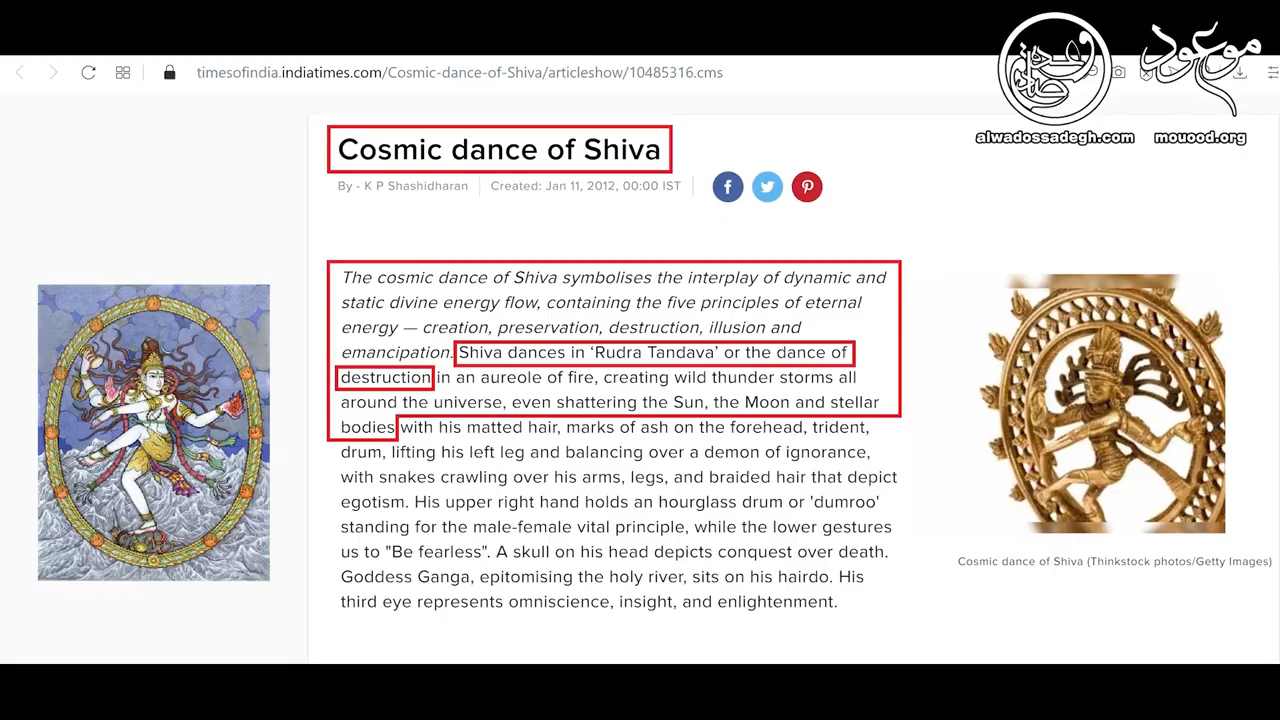 timesofindia.indiatimes.com/Cosmic-dance-of-Shiva/articleshow/10485316.cms
موعود
alwadossadegh.com
mouood.org
Cosmic dance of Shiva
By - K P Shashidharan
Created: Jan 11, 2012, 00:00 IST
The cosmic dance of Shiva symbolises the interplay of dynamic and
static divine energy flow, containing the five principles of eternal
energy — creation, preservation, destruction, illusion and
emancipation. Shiva dances in ‘Rudra Tandava’ or the dance of
destruction in an aureole of fire, creating wild thunder storms all
around the universe, even shattering the Sun, the Moon and stellar
bodies with his matted hair, marks of ash on the forehead, trident,
drum, lifting his left leg and balancing over a demon of ignorance,
with snakes crawling over his arms, legs, and braided hair that depict
egotism. His upper right hand holds an hourglass drum or 'dumroo'
standing for the male-female vital principle, while the lower gestures
us to "Be fearless". A skull on his head depicts conquest over death.
Goddess Ganga, epitomising the holy river, sits on his hairdo. His
third eye represents omniscience, insight, and enlightenment.
Cosmic dance of Shiva (Thinkstock photos/Getty Images)